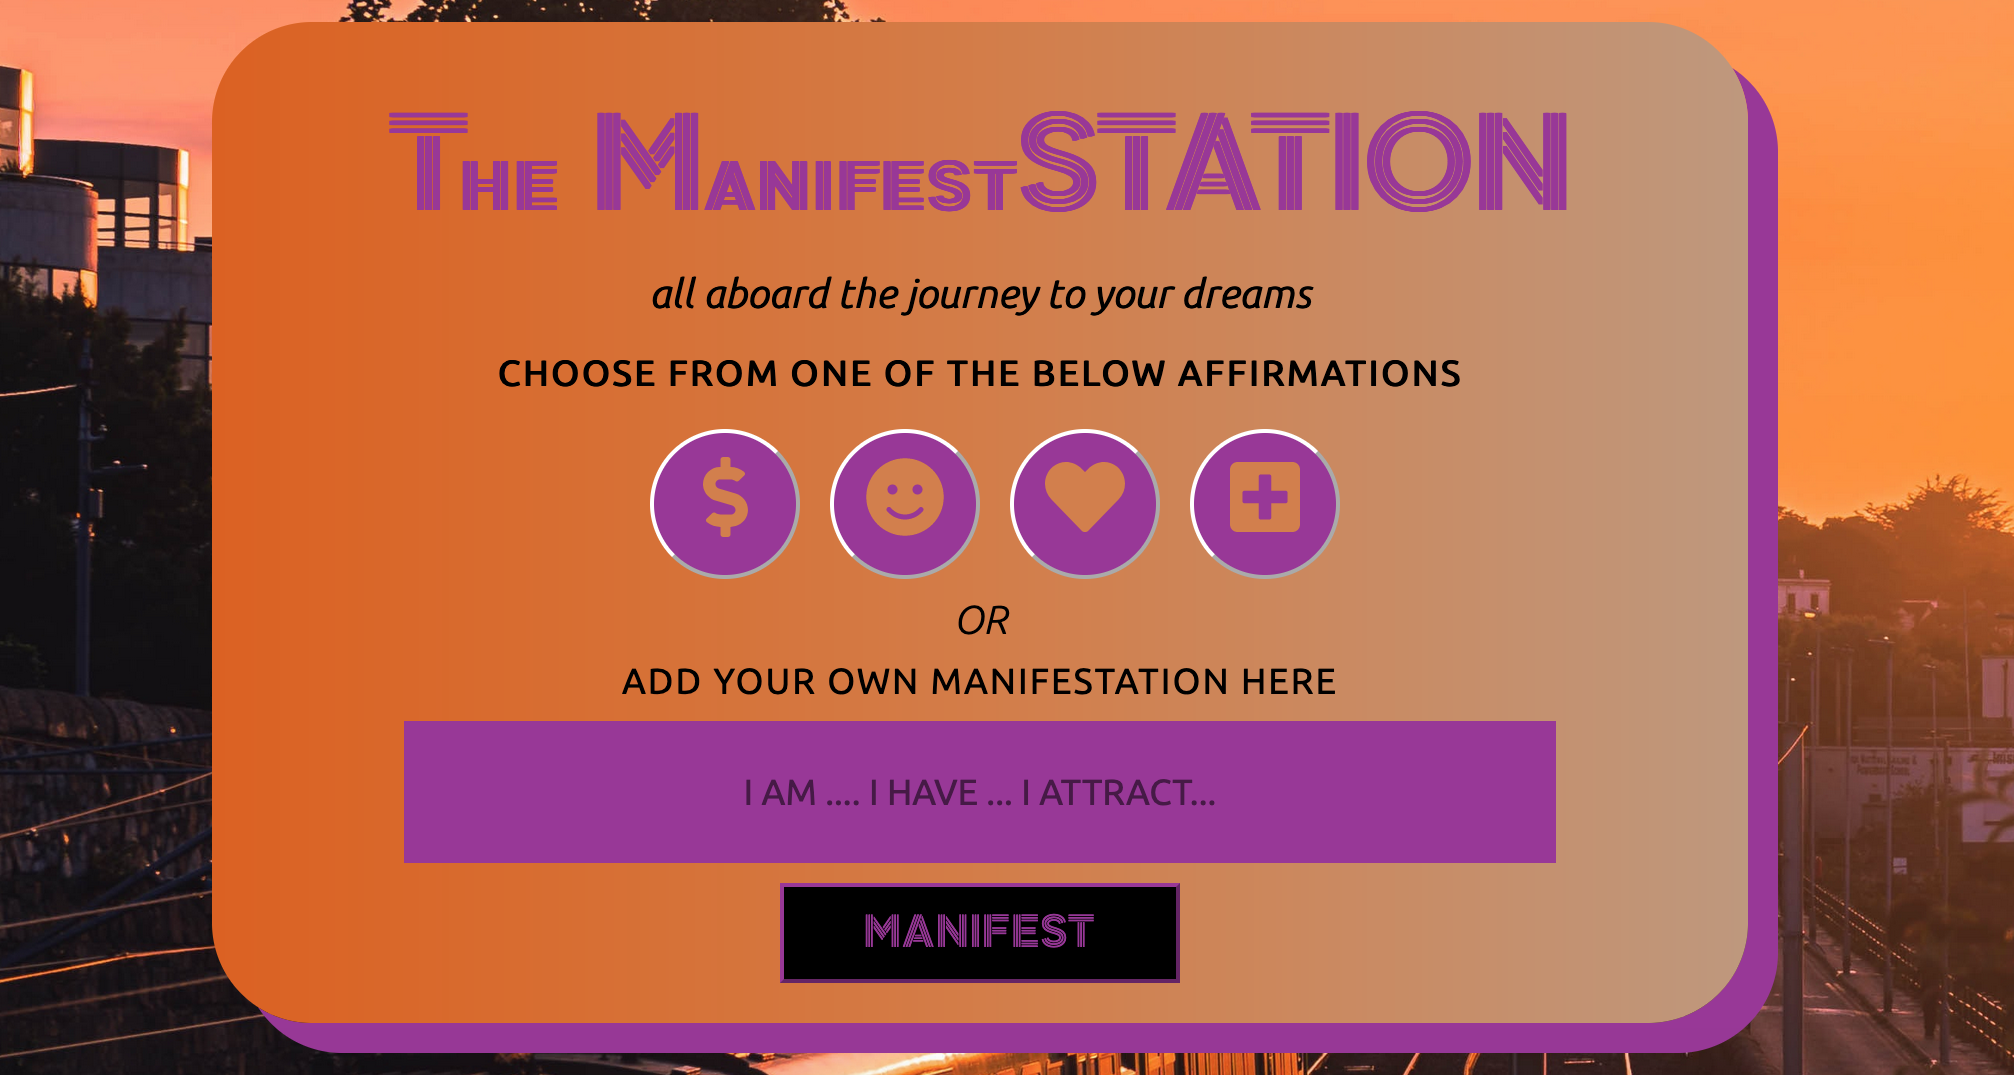 The ManifestSTATION
all aboard the journey to your dreams
CHOOSE FROM ONE OF THE BELOW AFFIRMATIONS
$
OR
ADD YOUR OWN MANIFESTATION HERE
I AM .... I HAVE ... I ATTRACT...
MANIFEST